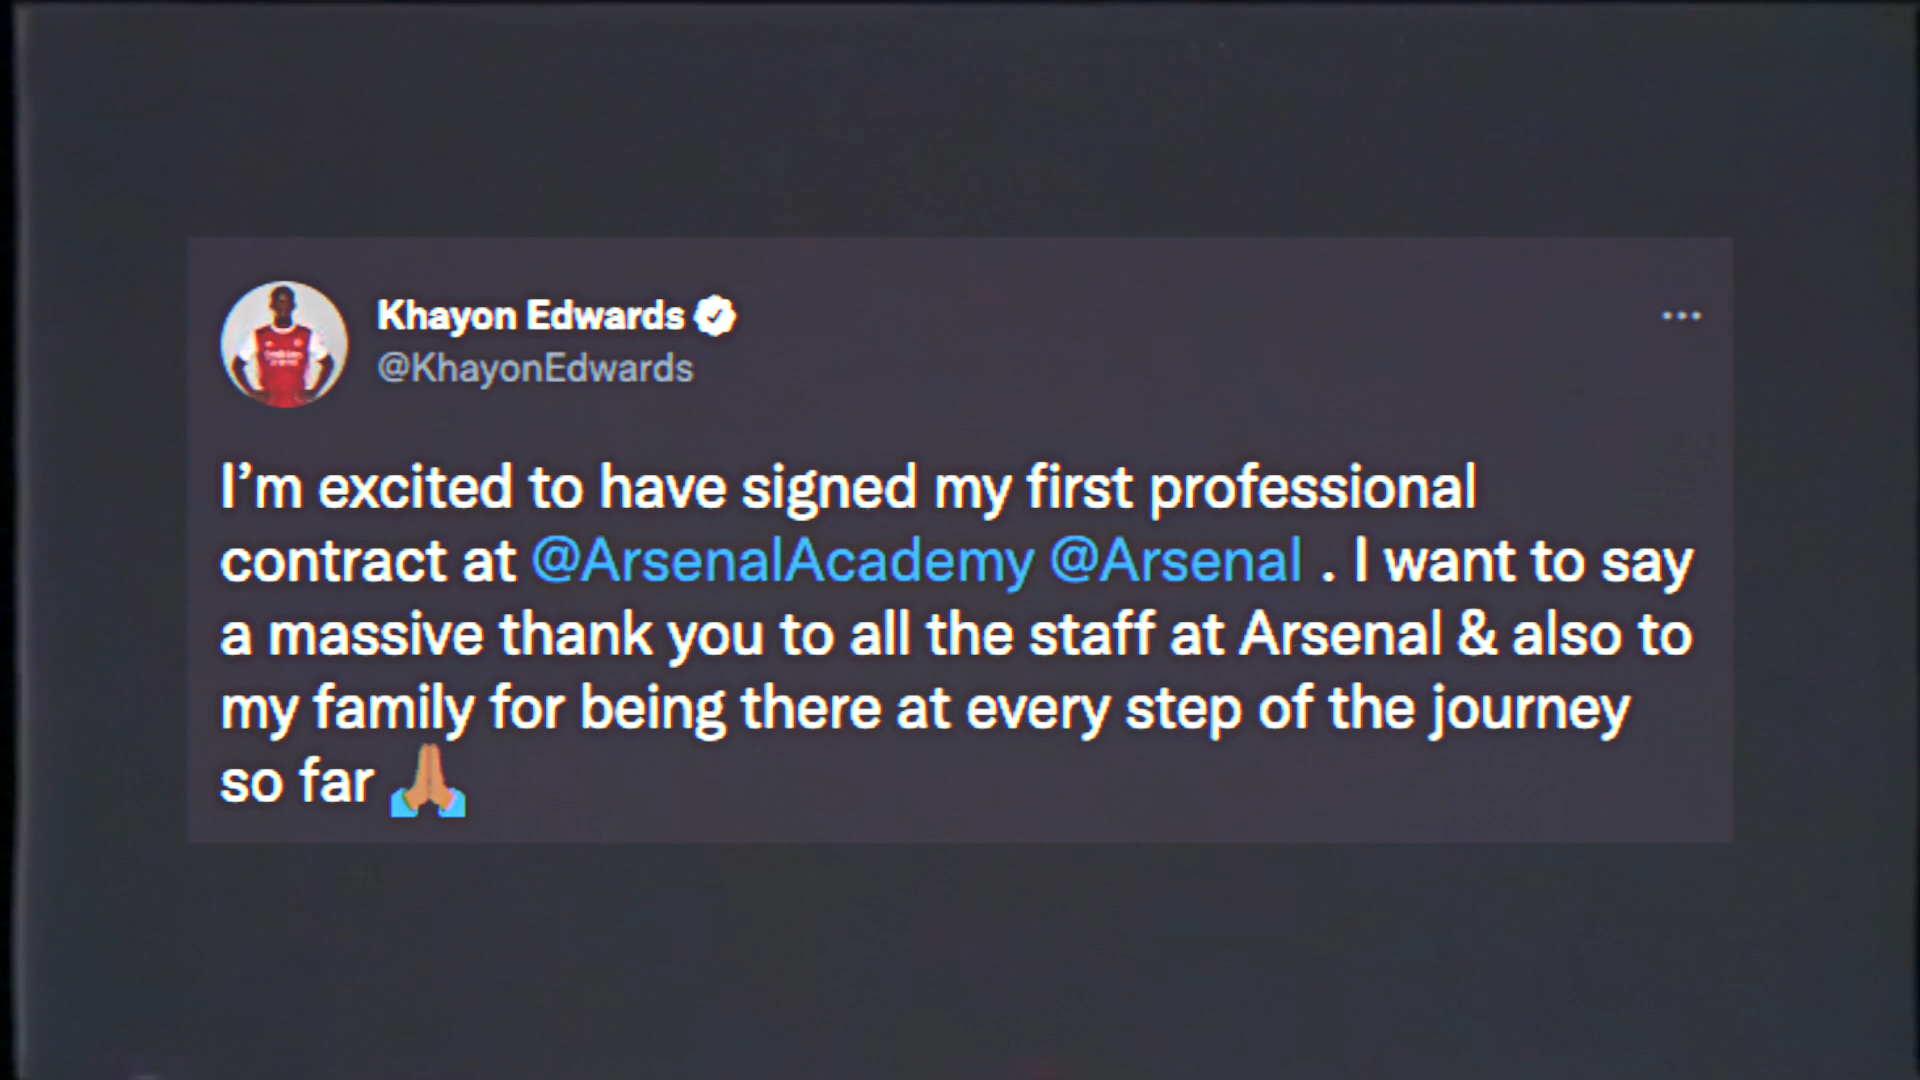 Khayon Edwards
@KhayonEdwards
I’m excited to have signed my first professional
contract at @ArsenalAcademy @Arsenal . I want to say
a massive thank you to all the staff at Arsenal & also to
my family for being there at every step of the journey
so far 🙏🏽